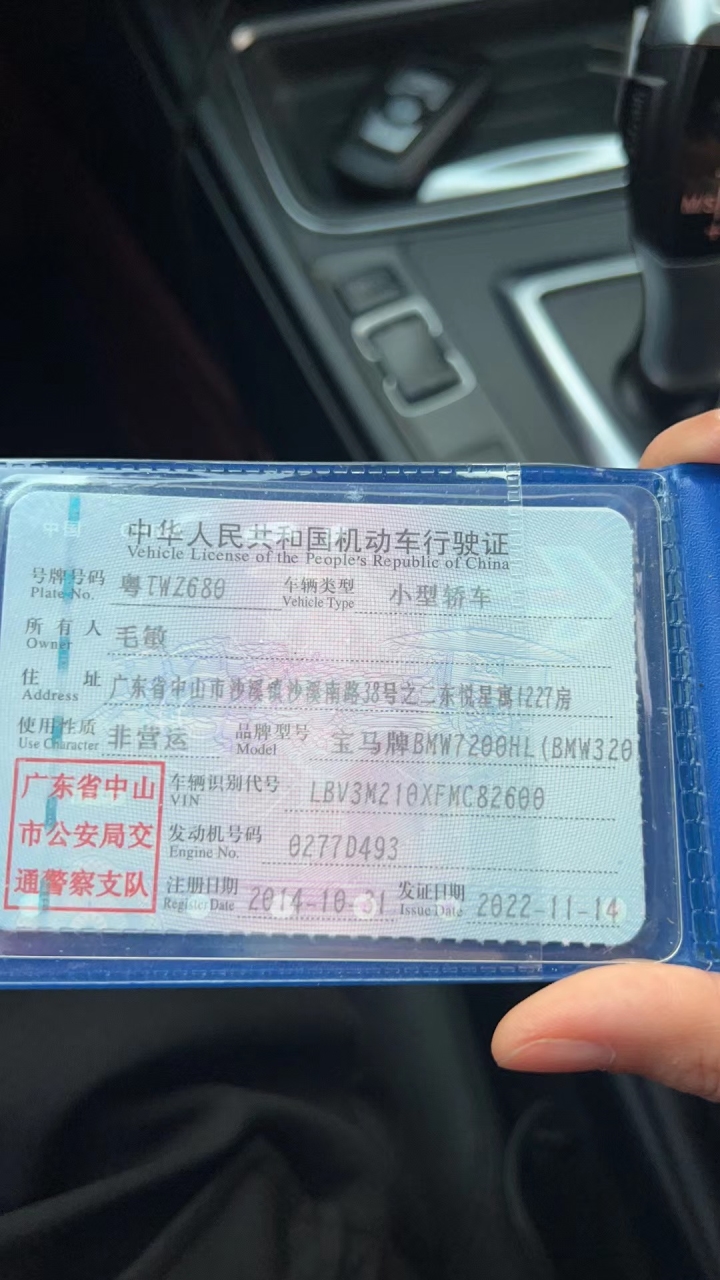 中华人民共和国机动车行驶证
Vehicle License of the People's Republic of China
号牌号码 粤TWZ680 车辆类型 小型轿车
Plate No. Vehicle Type
所有人 毛敏
Owner
住址 广东省中山市沙溪镇沙溪南路38号之二东悦星寓1227房
Address
使用性质 非营运 品牌型号 宝马牌BMW7200HL(BMW320
Use Character Model
广东省中山
市公安局交
通警察支队
车辆识别代号 LBV3M210XFMC82600
VIN
发动机号码 0277D493
Engine No.
注册日期 2014-10-31 发证日期 2022-11-14
Register Date Issue Date